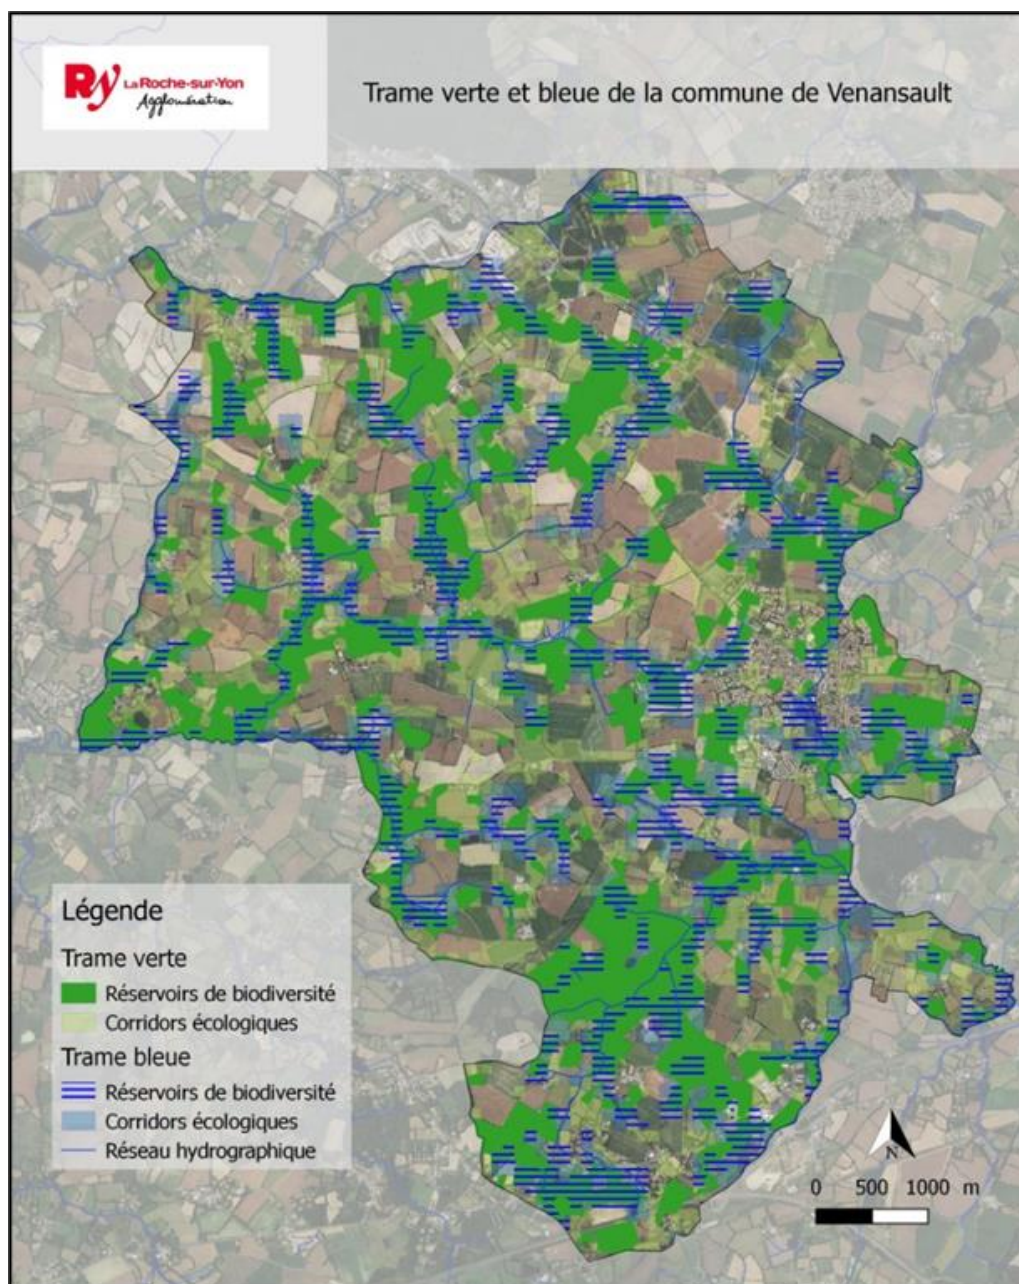 Ry La Roche-sur-Yon
Agglomération
Trame verte et bleue de la commune de Venansault
Légende
Trame verte
Réservoirs de biodiversité
Corridors écologiques
Trame bleue
Réservoirs de biodiversité
Corridors écologiques
Réseau hydrographique
N
0 500 1000 m